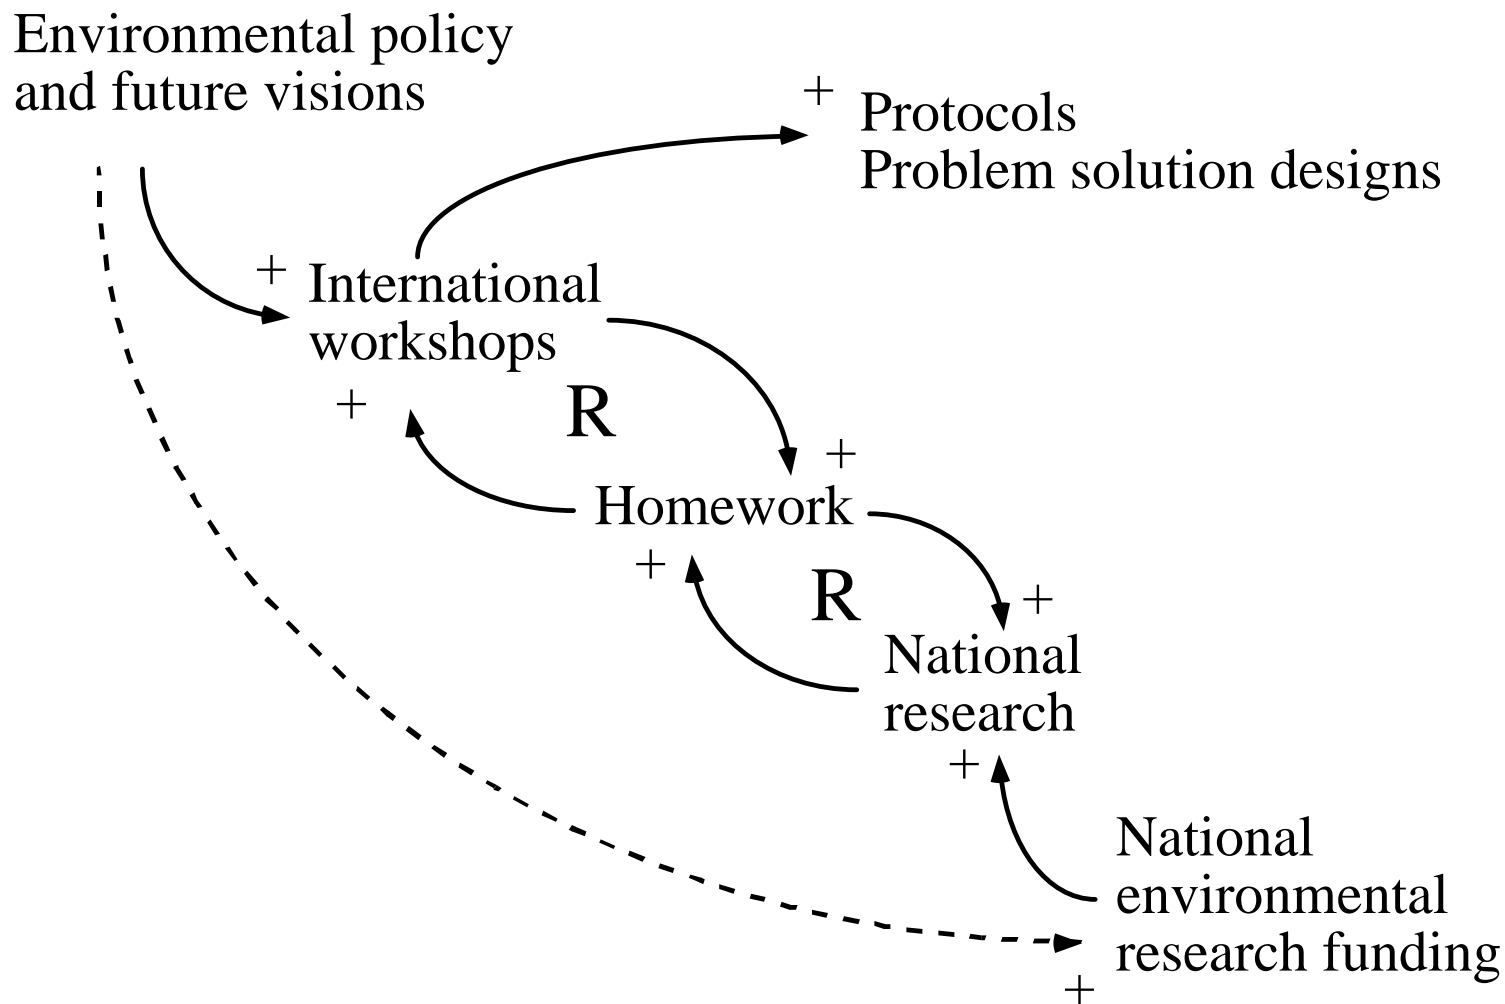 Environmental policy
and future visions
+
Protocols
Problem solution designs
+
International
workshops
+
R
+
Homework
+
R
+
National
research
+
National
environmental
research funding
+